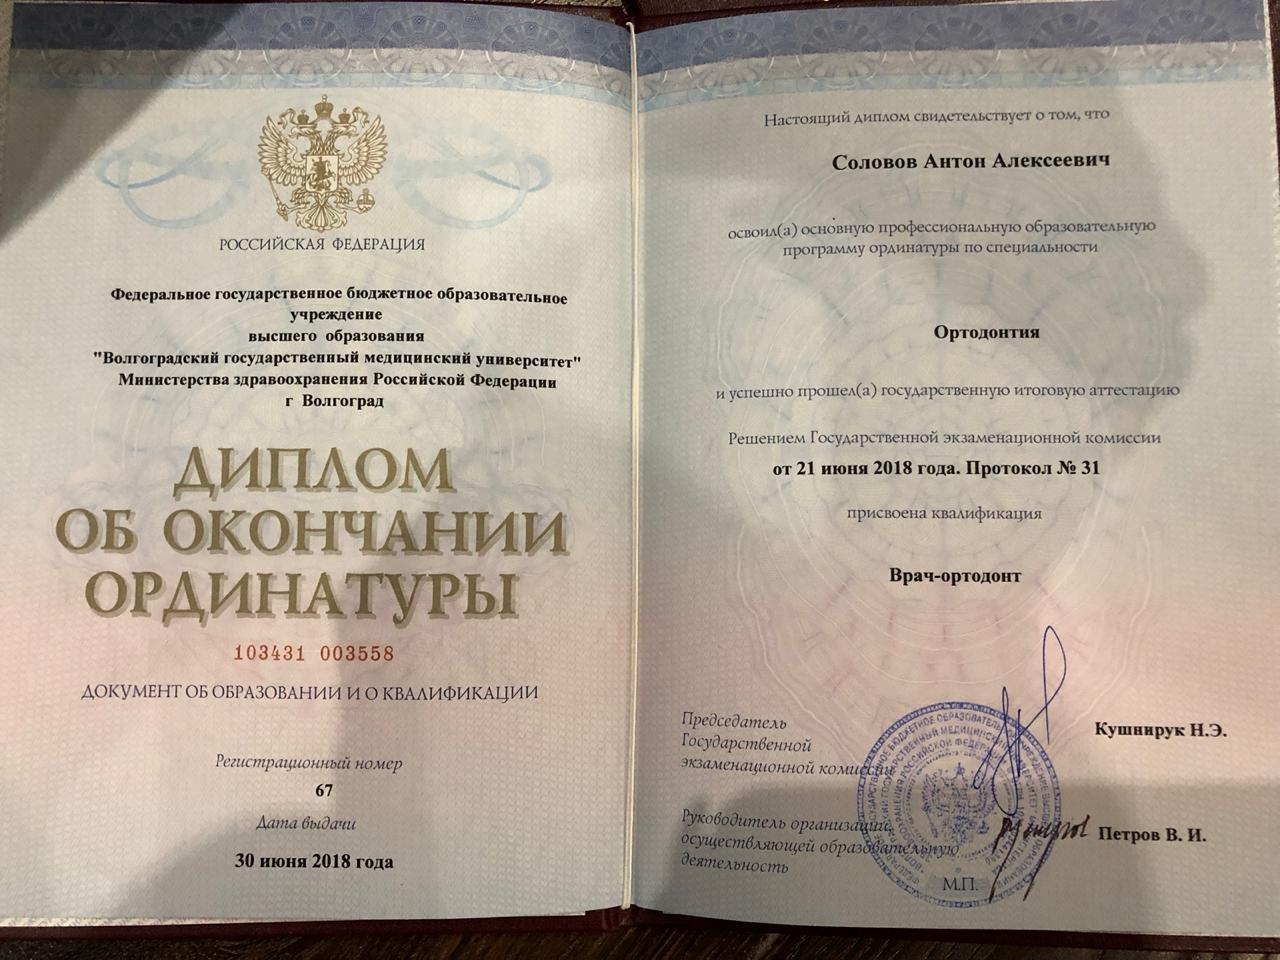 РОССИЙСКАЯ ФЕДЕРАЦИЯ
Федеральное государственное бюджетное образовательное
учреждение
высшего образования
"Волгоградский государственный медицинский университет"
Министерства здравоохранения Российской Федерации
г Волгоград
ДИПЛОМ
ОБ ОКОНЧАНИИ
ОРДИНАТУРЫ
103431 003558
ДОКУМЕНТ ОБ ОБРАЗОВАНИИ И О КВАЛИФИКАЦИИ
Регистрационный номер
67
Дата выдачи
30 июня 2018 года
Настоящий диплом свидетельствует о том, что
Соловов Антон Алексеевич
освоил(а) основную профессиональную образовательную
программу ординатуры по специальности
Ортодонтия
и успешно прошел(а) государственную итоговую аттестацию
Решением Государственной экзаменационной комиссии
от 21 июня 2018 года. Протокол № 31
присвоена квалификация
Врач-ортодонт
Председатель
Государственной
экзаменационной комиссии
Кушнирук Н.Э.
Руководитель организации,
осуществляющей образовательную
деятельность
Петров В. И.
М.П.